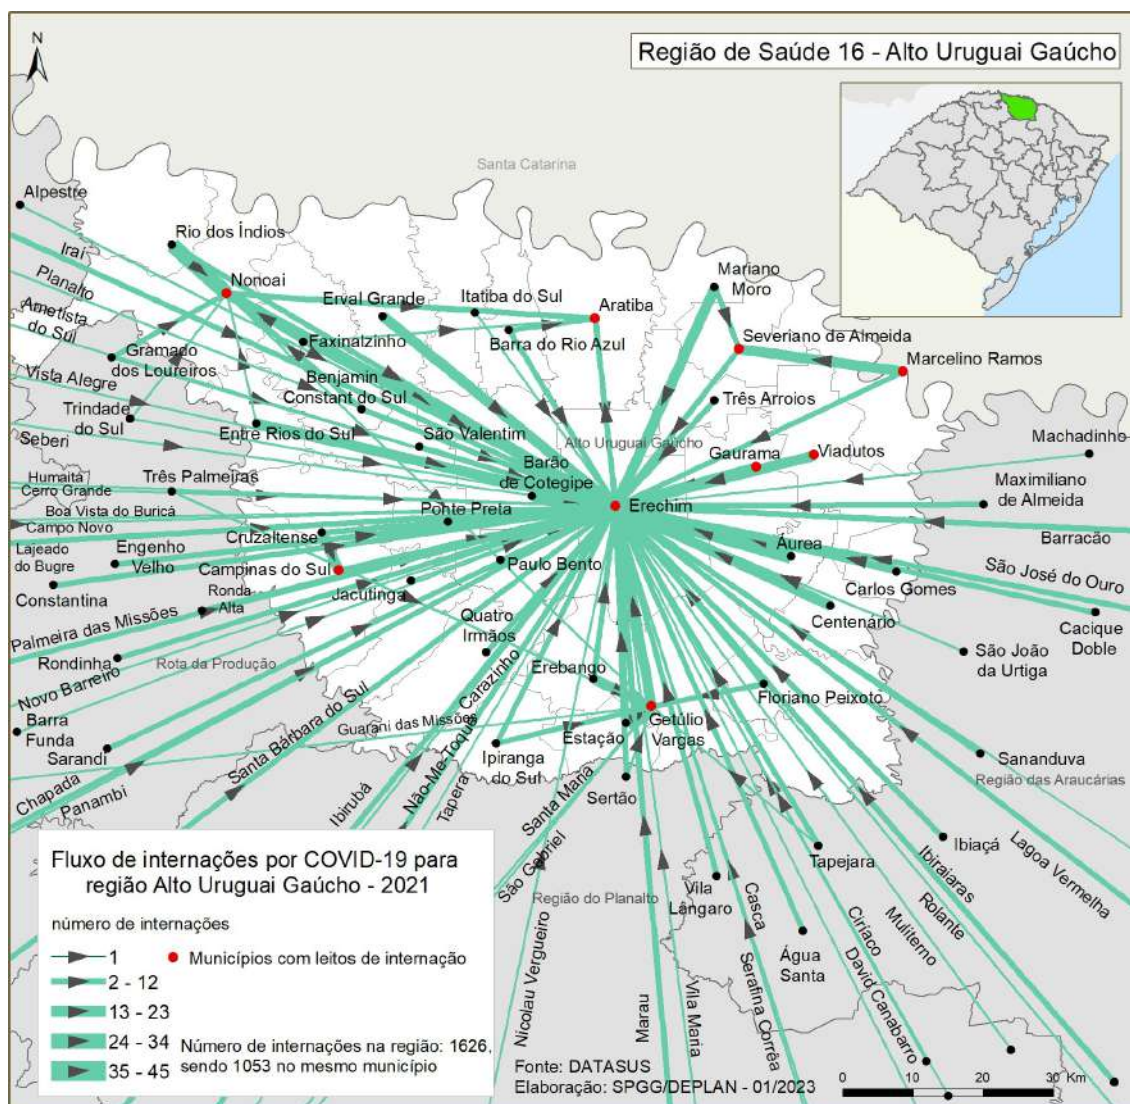 N
Região de Saúde 16 - Alto Uruguai Gaúcho
Santa Catarina
Alpestre
Rio dos Índios
Iraí
Planalto
Nonoai
Mariano
Moro
Ametista
do Sul
Erval Grande
Itatiba do Sul
Aratiba
Severiano de Almeida
Faxinalzinho
Barra do Rio Azul
Gramado
dos Loureiros
Marcelino Ramos
Vista Alegre
Benjamin
Constant do Sul
Três Arroios
Trindade
do Sul
Entre Rios do Sul
São Valentim
Alto Uruguai Gaúcho
Seberi
Gaurama
Viadutos
Machadinho
Barão
de Cotegipe
Humaitá
Cerro Grande
Três Palmeiras
Maximiliano
de Almeida
Boa Vista do Buricá
Ponte Preta
Erechim
Campo Novo
Cruzaltense
Barracão
Lajeado
do Bugre
Engenho
Velho
Áurea
Campinas do Sul
Paulo Bento
São José do Ouro
Constantina
Ronda
Alta
Jacutinga
Carlos Gomes
Quatro
Irmãos
Centenário
Cacique
Doble
Palmeira das Missões
Rondinha
Rota da Produção
Carazinho
Erebango
São João
da Urtiga
Novo Barreiro
Floriano Peixoto
Barra
Funda
Guarani das Missões
Sarandi
Santa Bárbara do Sul
Estação
Getúlio
Vargas
Ipiranga
do Sul
Sananduva
Região das Araucárias
Chapada
Panambi
Ibirubá
Não-Me-Toque
Tapera
Santa Maria
Sertão
São Gabriel
Tapejara
Ibiaçá
Lagoa Vermelha
Ibiraiaras
Rolante
Região do Planalto
Vila
Lângaro
Casca
Muliterno
Ciríaco
Água
Santa
David Canabarro
Nicolau Vergueiro
Marau
Vila Maria
Serafina Corrêa
Fluxo de internações por COVID-19 para
região Alto Uruguai Gaúcho - 2021
número de internações
1
Municípios com leitos de internação
2 - 12
13 - 23
24 - 34
35 - 45
Número de internações na região: 1626,
sendo 1053 no mesmo município
Fonte: DATASUS
Elaboração: SPGG/DEPLAN - 01/2023
0 10 20 30 Km